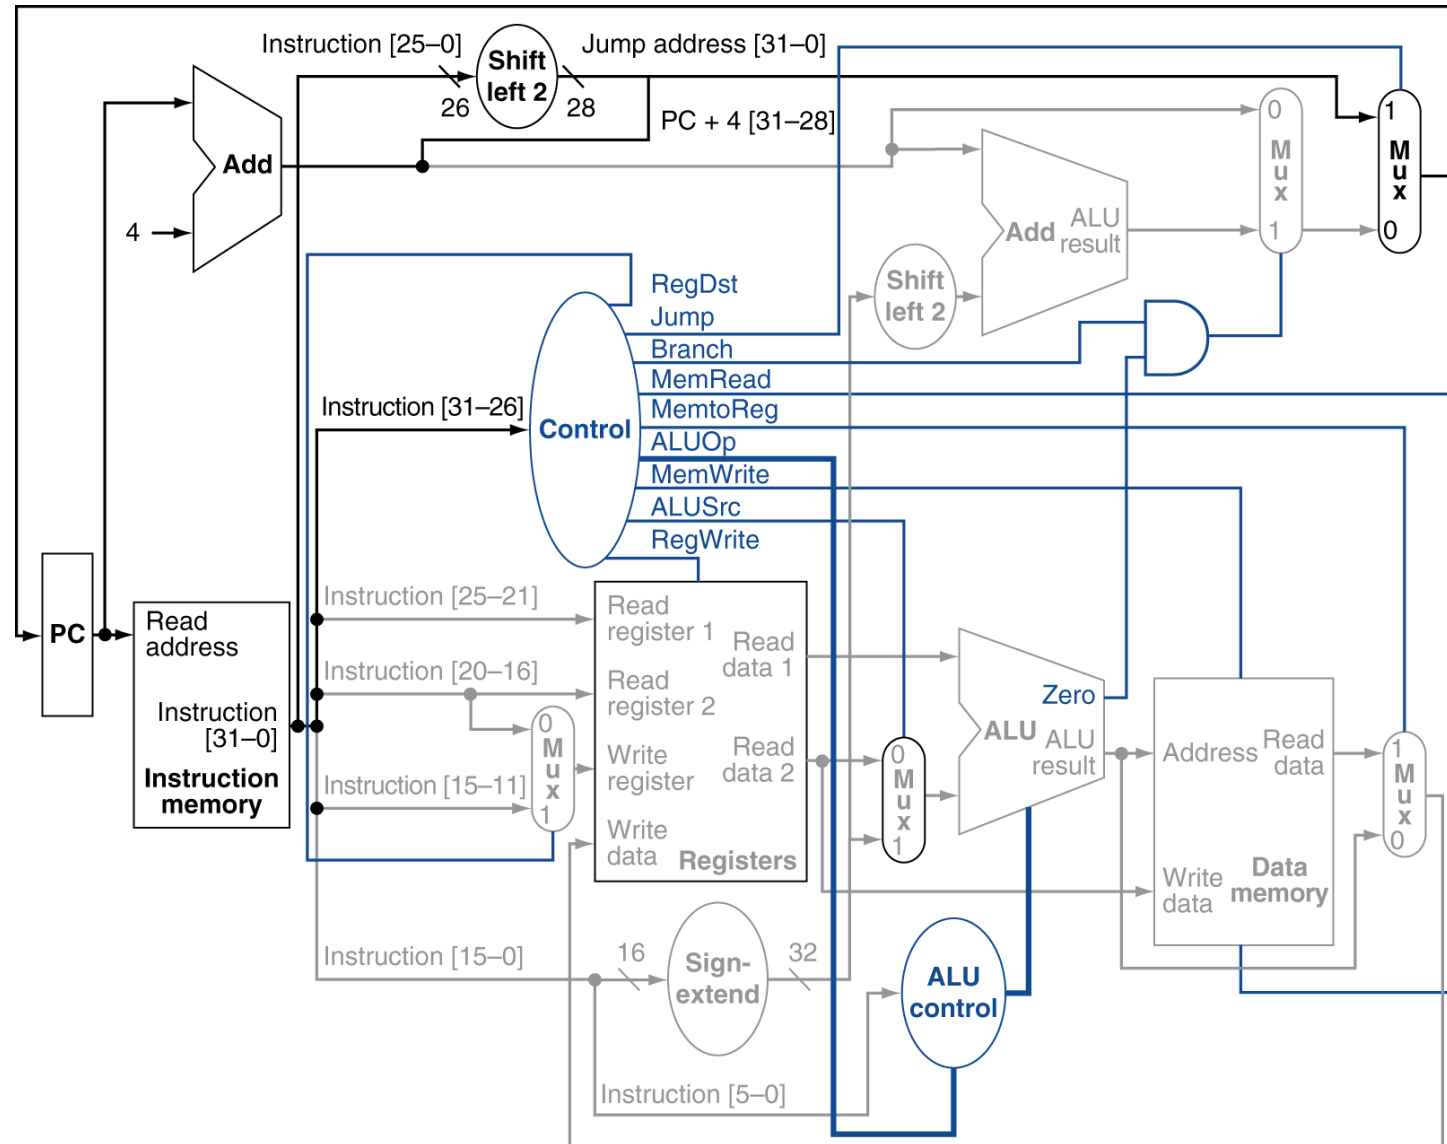 Instruction [25–0]
Shift
left 2
Jump address [31–0]
26
28
PC + 4 [31–28]
Add
4
0
M
u
x
1
1
M
u
x
0
Add
ALU
result
Shift
left 2
RegDst
Jump
Branch
MemRead
MemtoReg
ALUOp
MemWrite
ALUSrc
RegWrite
Instruction [31–26]
Control
PC
Read
address
Instruction
[31–0]
Instruction
memory
Instruction [25–21]
Instruction [20–16]
Instruction [15–11]
0
M
u
x
1
Read
register 1
Read
register 2
Write
register
Write
data
Read
data 1
Read
data 2
Registers
0
M
u
x
1
Zero
ALU
ALU
result
Address
Read
data
Write
data
Data
memory
1
M
u
x
0
Instruction [15–0]
16
Sign-
extend
32
ALU
control
Instruction [5–0]